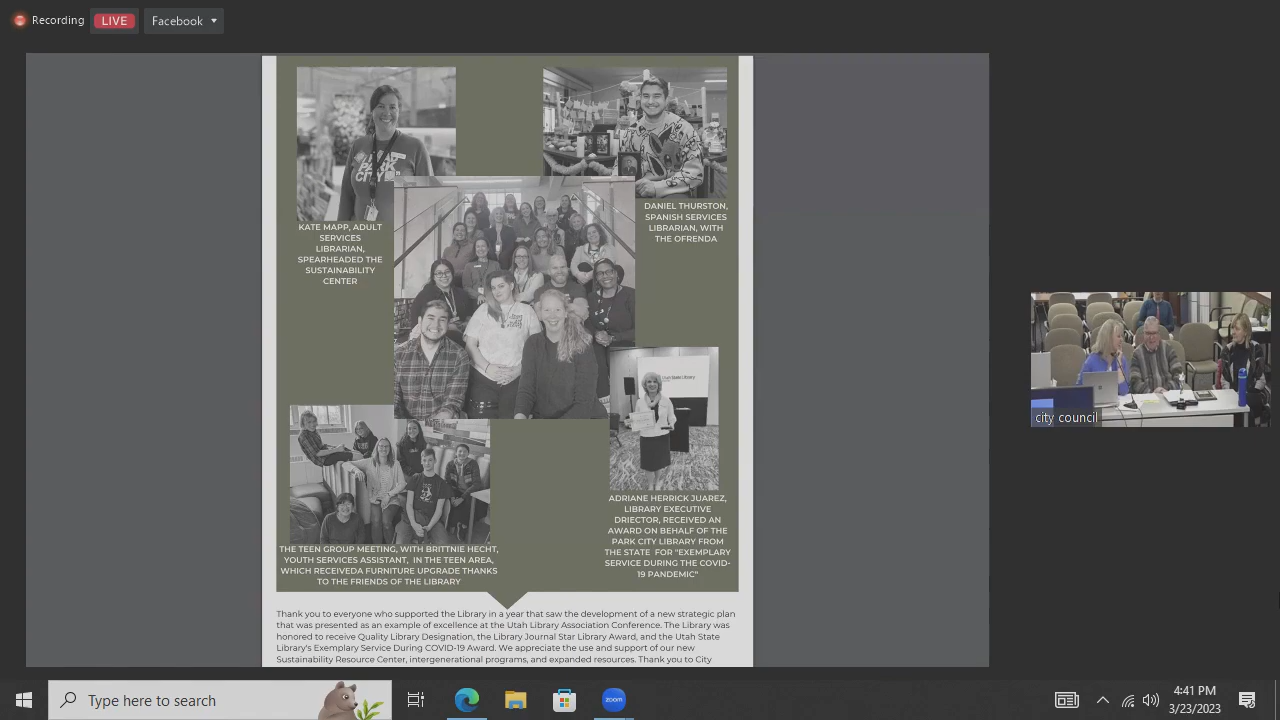 Recording
LIVE
Facebook
PARK
CITY
KATE MAPP, ADULT
SERVICES
LIBRARIAN,
SPEARHEADED THE
SUSTAINABILITY
CENTER
DANIEL THURSTON,
SPANISH SERVICES
LIBRARIAN, WITH
THE OFRENDA
Utah State Library
ADRIANE HERRICK JUAREZ,
LIBRARY EXECUTIVE
DRIECTOR, RECEIVED AN
AWARD ON BEHALF OF THE
PARK CITY LIBRARY FROM
THE STATE FOR "EXEMPLARY
SERVICE DURING THE COVID-
19 PANDEMIC"
THE TEEN GROUP MEETING, WITH BRITTNIE HECHT,
YOUTH SERVICES ASSISTANT, IN THE TEEN AREA,
WHICH RECEIVEDA FURNITURE UPGRADE THANKS
TO THE FRIENDS OF THE LIBRARY
Thank you to everyone who supported the Library in a year that saw the development of a new strategic plan
that was presented as an example of excellence at the Utah Library Association Conference. The Library was
honored to receive Quality Library Designation, the Library Journal Star Library Award, and the Utah State
Library's Exemplary Service During COVID-19 Award. We appreciate the use and support of our new
Sustainability Resource Center, intergenerational programs, and expanded resources. Thank you to City
city council
Type here to search
zoom
4:41 PM
3/23/2023